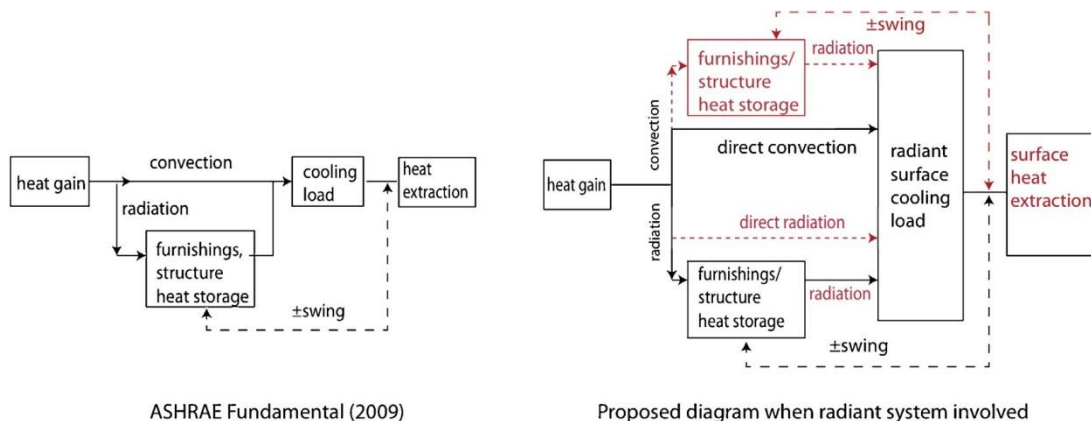 heat gain
convection
radiation
furnishings,
structure
heat storage
cooling
load
heat
extraction
±swing
ASHRAE Fundamental (2009)
±swing
furnishings/
structure
heat storage
radiation
heat gain
convection
radiation
direct convection
direct radiation
furnishings/
structure
heat storage
radiation
radiant
surface
cooling
load
surface
heat
extraction
±swing
Proposed diagram when radiant system involved